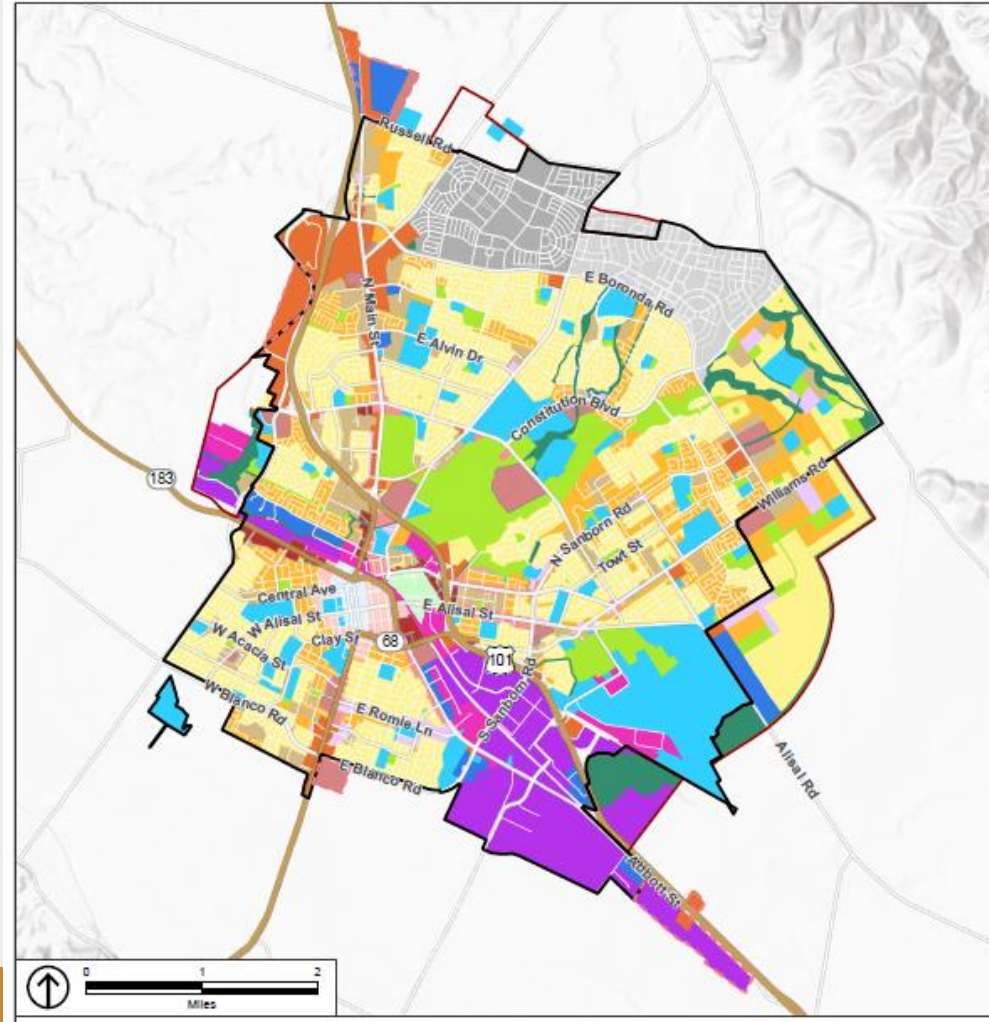 Russell Rd
E Boronda Rd
N Main St
E Alvin Dr
Constitution Blvd
183
Williams Rd
N Sanborn Rd
Towt St
Central Ave
E Alisal St
W Alisal St
Clay St
68
W Acacia St
101
W Blanco Rd
E Romie Ln
S Sanborn Rd
E Blanco Rd
Alisal Rd
Abbott St
0 1 2
Miles